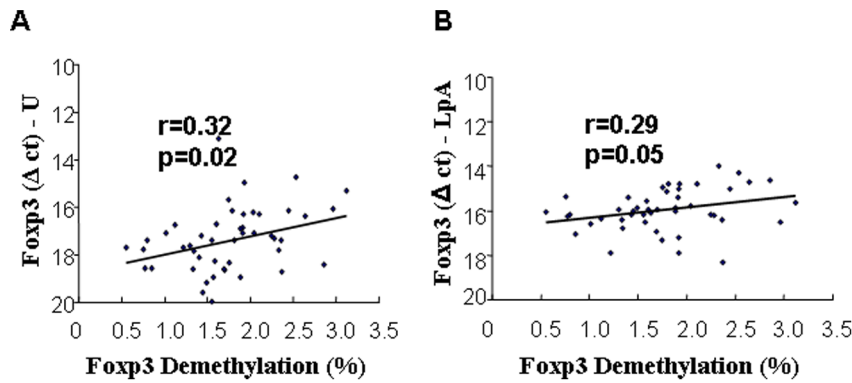 A
10
12
14
16
18
20
Foxp3 (Δ ct) - U
r=0.32
p=0.02
0 0.5 1.0 1.5 2.0 2.5 3.0 3.5
Foxp3 Demethylation (%)
B
10
12
14
16
18
20
Foxp3 (Δ ct) - LpA
r=0.29
p=0.05
0 0.5 1.0 1.5 2.0 2.5 3.0 3.5
Foxp3 Demethylation (%)